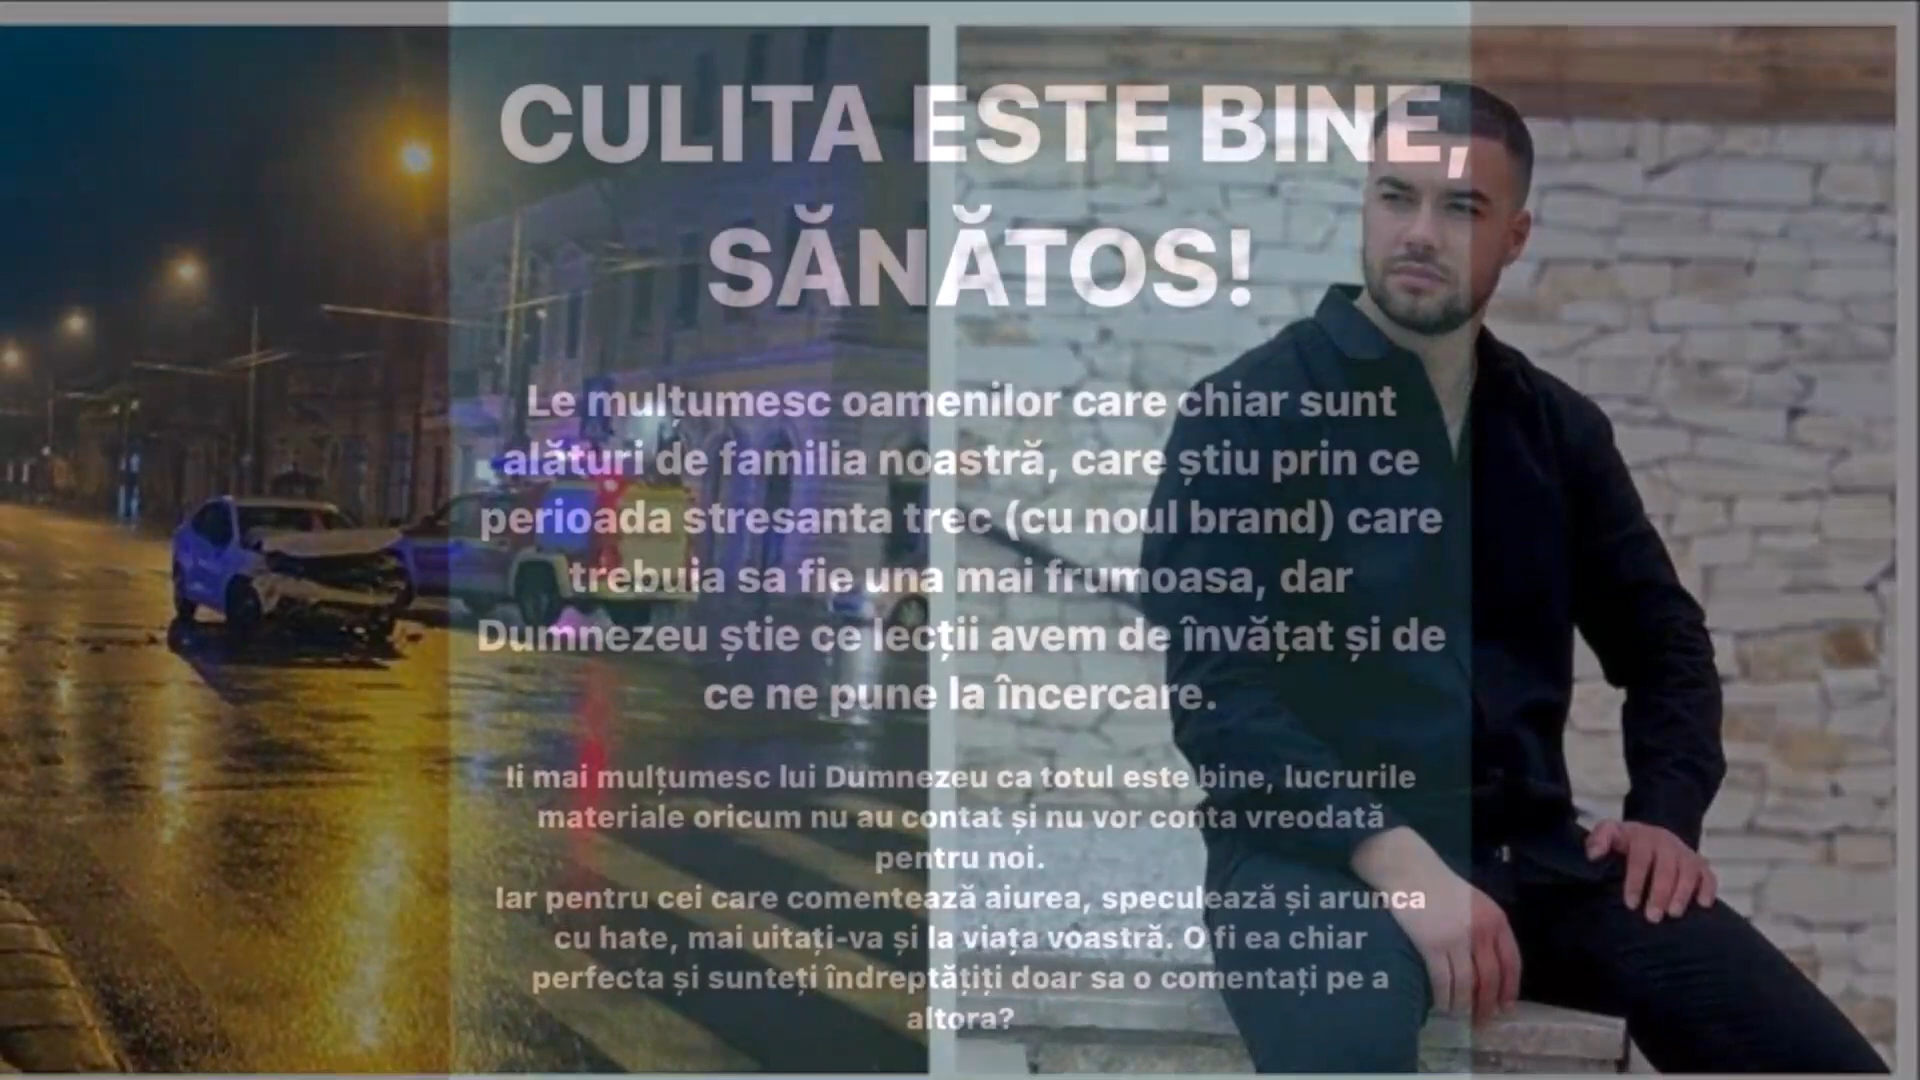 CULITA ESTE BINE,
SĂNĂTOS!
Le mulțumesc oamenilor care chiar sunt
alături de familia noastră, care știu prin ce
perioada stresanta trec (cu noul brand) care
trebuia sa fie una mai frumoasa, dar
Dumnezeu știe ce lecții avem de învățat și de
ce ne pune la încercare.
Ii mai mulțumesc lui Dumnezeu ca totul este bine, lucrurile
materiale oricum nu au contat și nu vor conta vreodată
pentru noi.
Iar pentru cei care comentează aiurea, speculează și arunca
cu hate, mai uitați-va și la viața voastră. O fi ea chiar
perfecta și sunteți îndreptățiți doar sa o comentați pe a
altora?